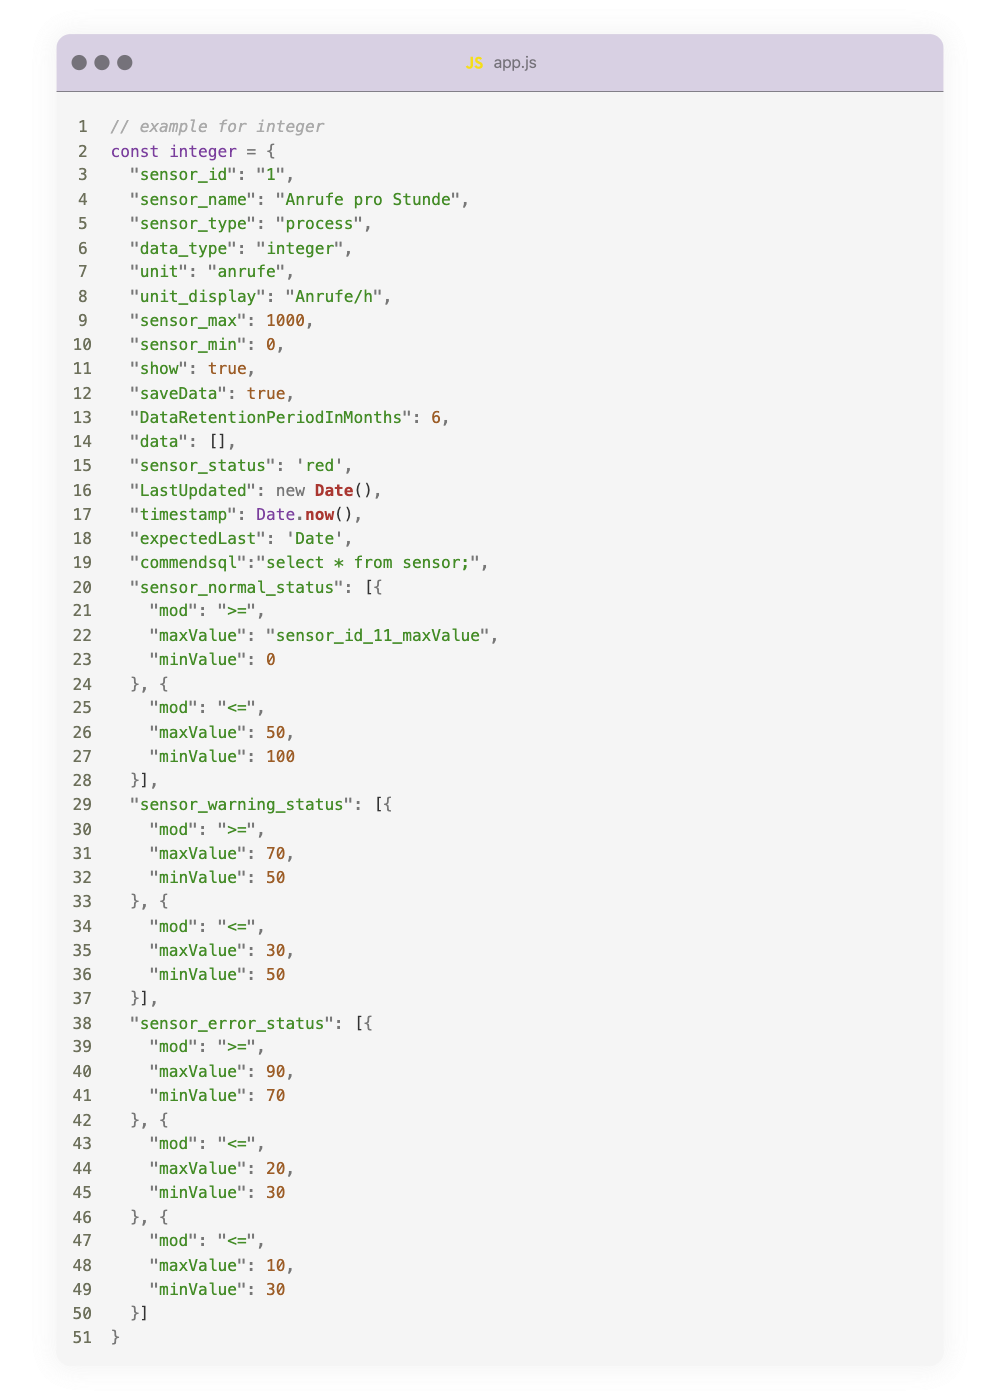 JS app.js
1 // example for integer
2 const integer = {
3 "sensor_id": "1",
4 "sensor_name": "Anrufe pro Stunde",
5 "sensor_type": "process",
6 "data_type": "integer",
7 "unit": "anrufe",
8 "unit_display": "Anrufe/h",
9 "sensor_max": 1000,
10 "sensor_min": 0,
11 "show": true,
12 "saveData": true,
13 "DataRetentionPeriodInMonths": 6,
14 "data": [],
15 "sensor_status": 'red',
16 "LastUpdated": new Date(),
17 "timestamp": Date.now(),
18 "expectedLast": 'Date',
19 "commendsql":"select * from sensor;",
20 "sensor_normal_status": [{
21 "mod": ">=",
22 "maxValue": "sensor_id_11_maxValue",
23 "minValue": 0
24 }, {
25 "mod": "<=",
26 "maxValue": 50,
27 "minValue": 100
28 }],
29 "sensor_warning_status": [{
30 "mod": ">=",
31 "maxValue": 70,
32 "minValue": 50
33 }, {
34 "mod": "<=",
35 "maxValue": 30,
36 "minValue": 50
37 }],
38 "sensor_error_status": [{
39 "mod": ">=",
40 "maxValue": 90,
41 "minValue": 70
42 }, {
43 "mod": "<=",
44 "maxValue": 20,
45 "minValue": 30
46 }, {
47 "mod": "<=",
48 "maxValue": 10,
49 "minValue": 30
50 }]
51 }